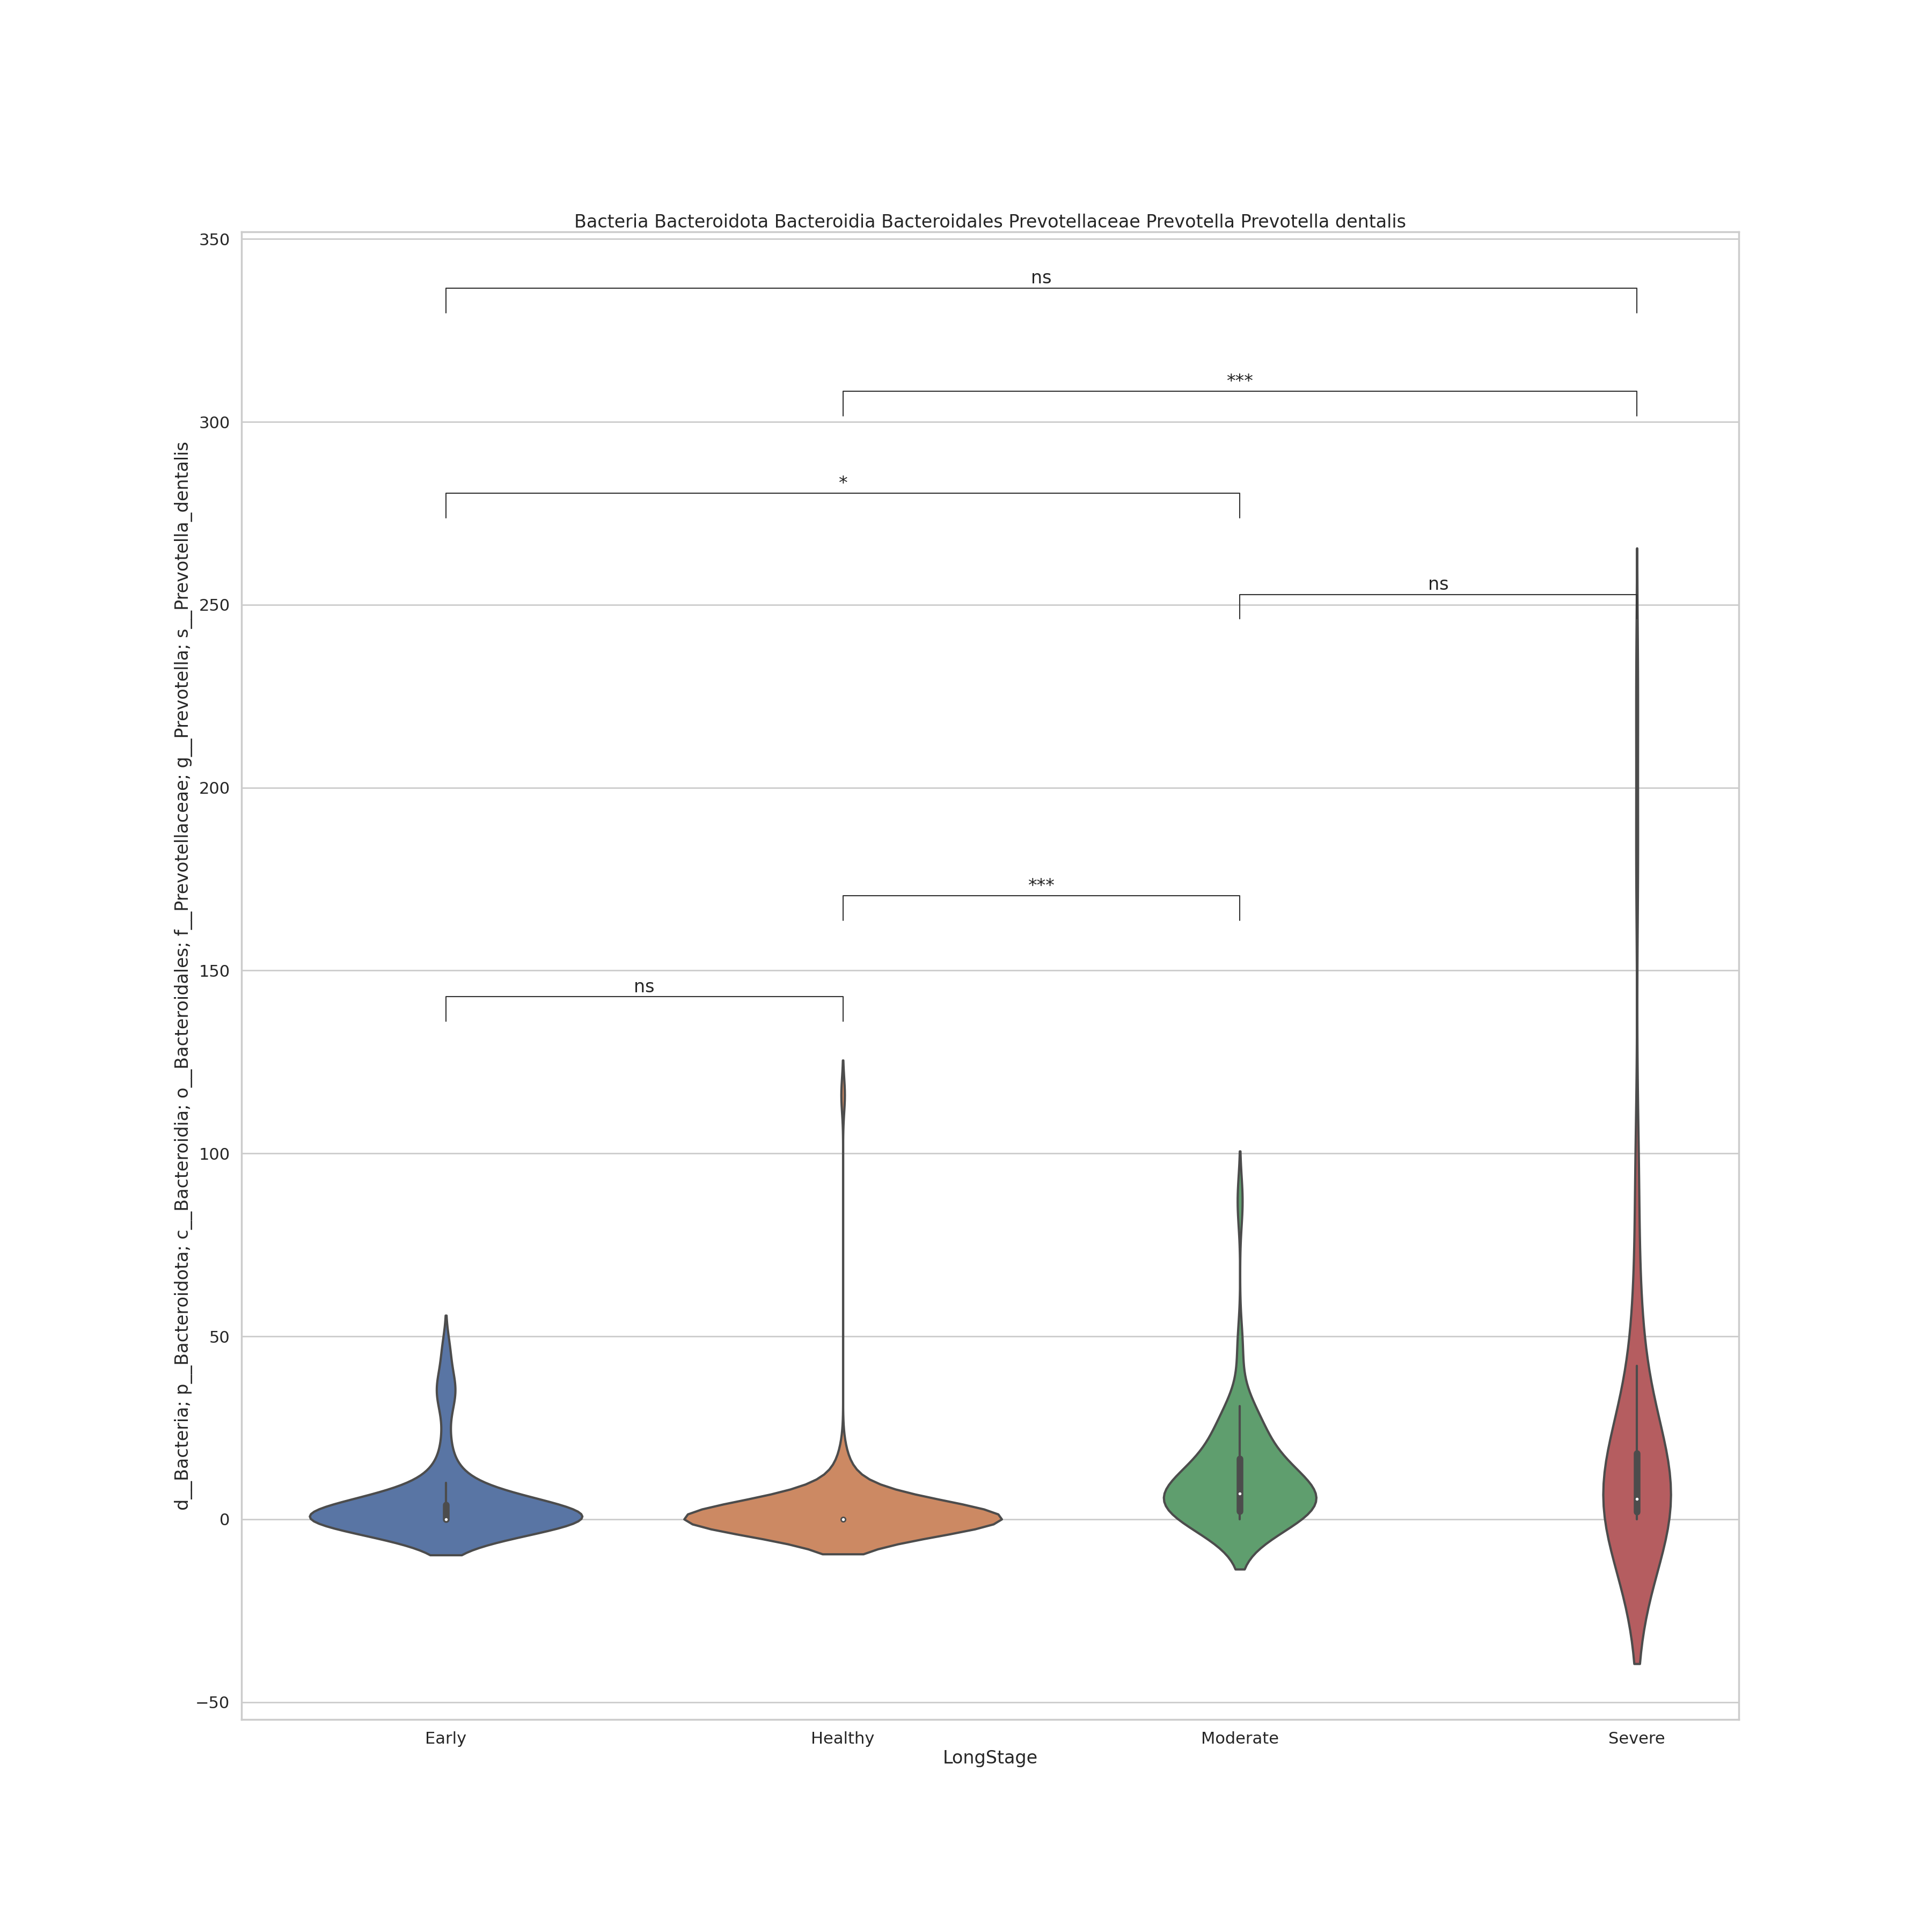 Bacteria Bacteroidota Bacteroidia Bacteroidales Prevotellaceae Prevotella Prevotella dentalis
d__Bacteria; p__Bacteroidota; c__Bacteroidia; o__Bacteroidales; f__Prevotellaceae; g__Prevotella; s__Prevotella_dentalis
350
300
250
200
150
100
50
0
−50
ns
***
*
ns
***
ns
Early Healthy Moderate Severe
LongStage